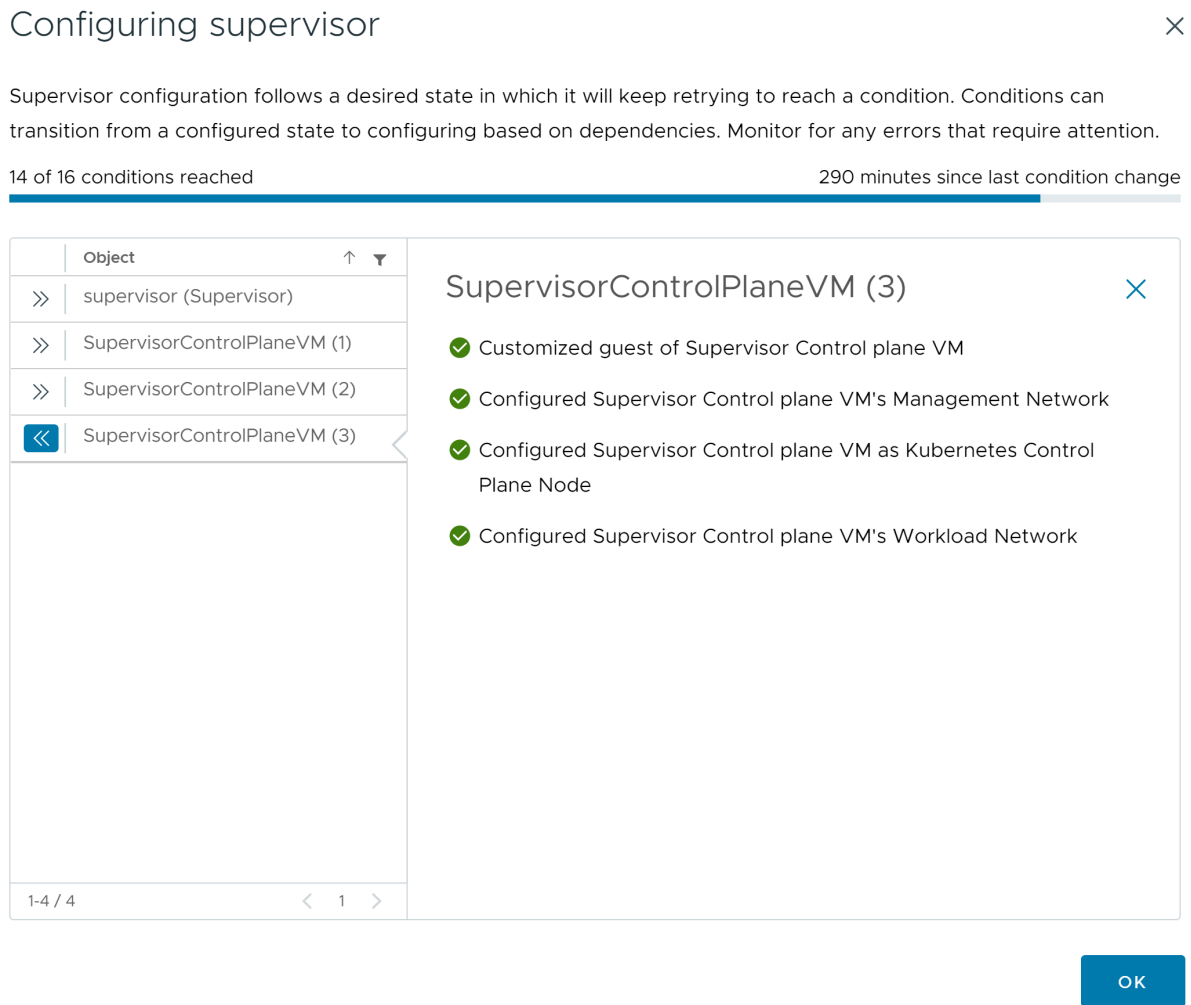 Configuring supervisor
Supervisor configuration follows a desired state in which it will keep retrying to reach a condition. Conditions can
transition from a configured state to configuring based on dependencies. Monitor for any errors that require attention.
14 of 16 conditions reached
290 minutes since last condition change
Object
supervisor (Supervisor)
SupervisorControlPlaneVM (1)
SupervisorControlPlaneVM (2)
SupervisorControlPlaneVM (3)
1-4 / 4
1
SupervisorControlPlaneVM (3)
Customized guest of Supervisor Control plane VM
Configured Supervisor Control plane VM's Management Network
Configured Supervisor Control plane VM as Kubernetes Control
Plane Node
Configured Supervisor Control plane VM's Workload Network
OK